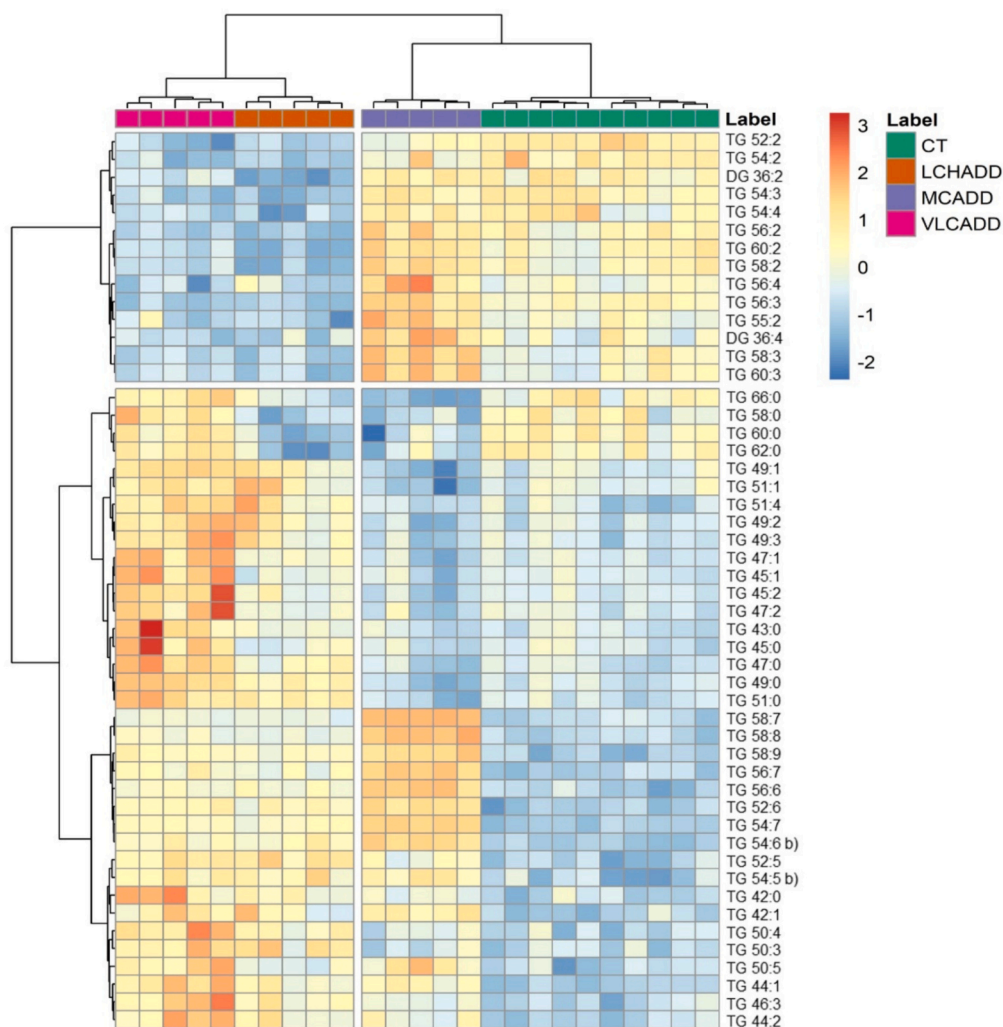 Label
TG 52:2
TG 54:2
DG 36:2
TG 54:3
TG 54:4
TG 56:2
TG 60:2
TG 58:2
TG 56:4
TG 56:3
TG 55:2
DG 36:4
TG 58:3
TG 60:3
TG 66:0
TG 58:0
TG 60:0
TG 62:0
TG 49:1
TG 51:1
TG 51:4
TG 49:2
TG 49:3
TG 47:1
TG 45:1
TG 45:2
TG 47:2
TG 43:0
TG 45:0
TG 47:0
TG 49:0
TG 51:0
TG 58:7
TG 58:8
TG 58:9
TG 56:7
TG 56:6
TG 52:6
TG 54:7
TG 54:6 b)
TG 52:5
TG 54:5 b)
TG 42:0
TG 42:1
TG 50:4
TG 50:3
TG 50:5
TG 44:1
TG 46:3
TG 44:2
3
2
1
0
-1
-2
Label
CT
LCHADD
MCADD
VLCADD